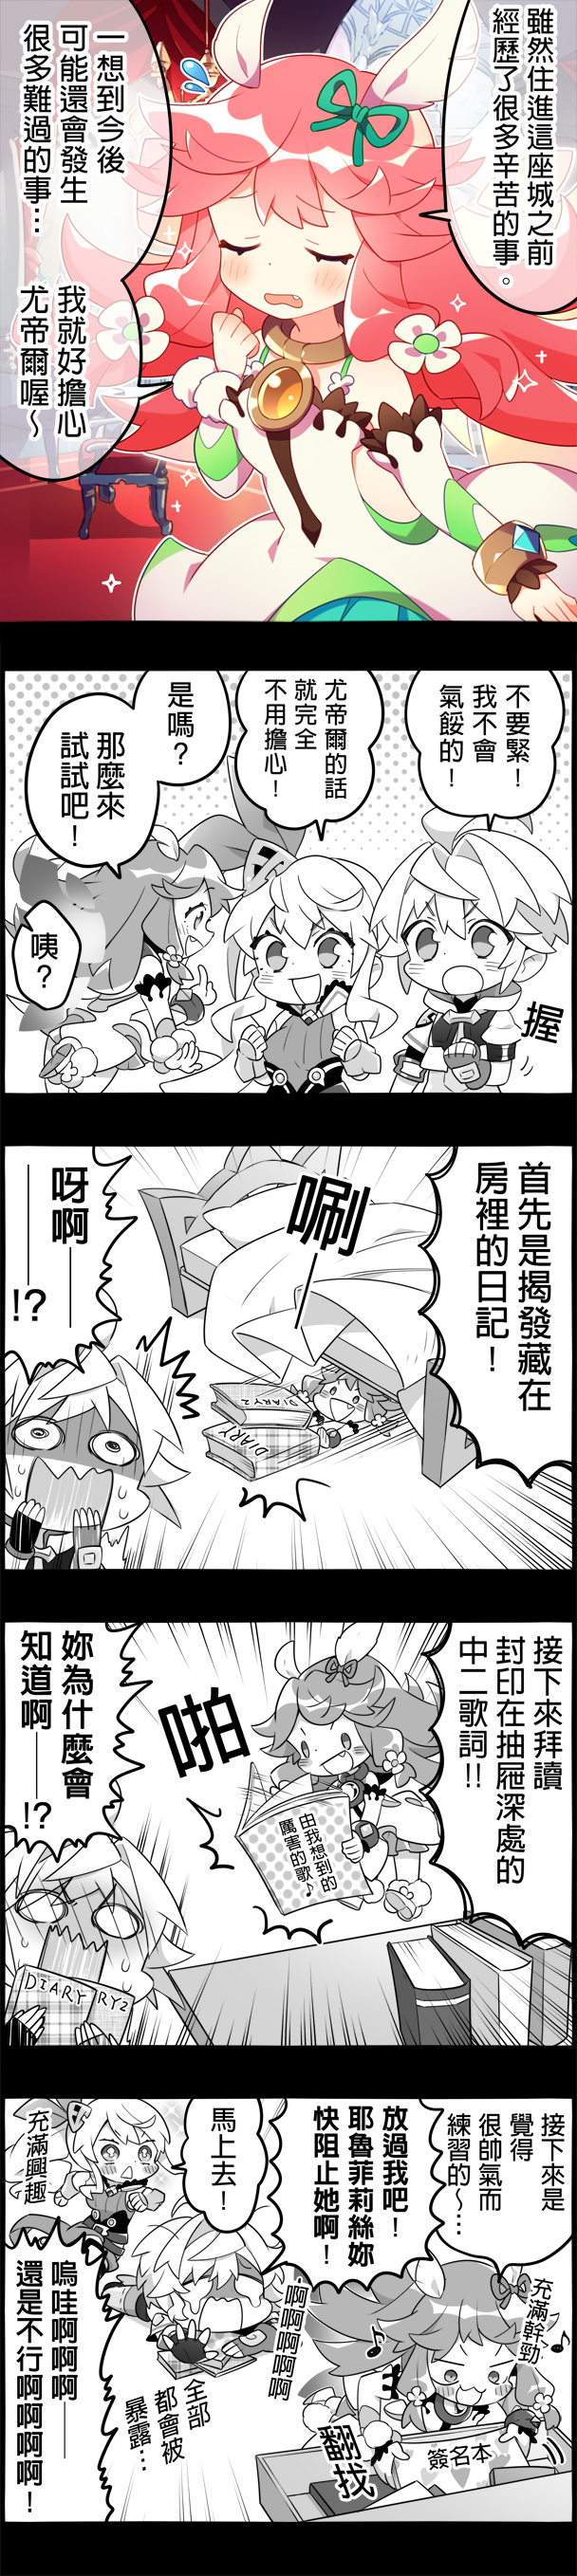 雖然住進這座城之前
經歷了很多辛苦的事。
一想到今後
可能還會發生
很多難過的事…
我就好擔心
尤帝爾喔~
不要緊！
我不會
氣餒的！
握
尤帝爾的話
就完全
不用擔心！
是嗎？
那麼來
試試吧！
咦？
首先是揭發藏在
房裡的日記！
唰—
DIARY 2
DIARY
呀啊—
—!?
接下來拜讀
封印在抽屜深處的
中二歌詞!!
啪
由我想到的
厲害的歌♪
妳為什麼會
知道啊—!?
DIARY
RY2
接下來是
覺得
很帥氣而
練習的~…
充滿幹勁
♪
簽名本
翻找
放過我吧！
耶魯菲莉絲妳
快阻止她啊！
啊啊啊啊啊
馬上去！
充滿興趣
全部
都會被
暴露…
嗚哇啊啊啊—
還是不行啊啊啊啊！